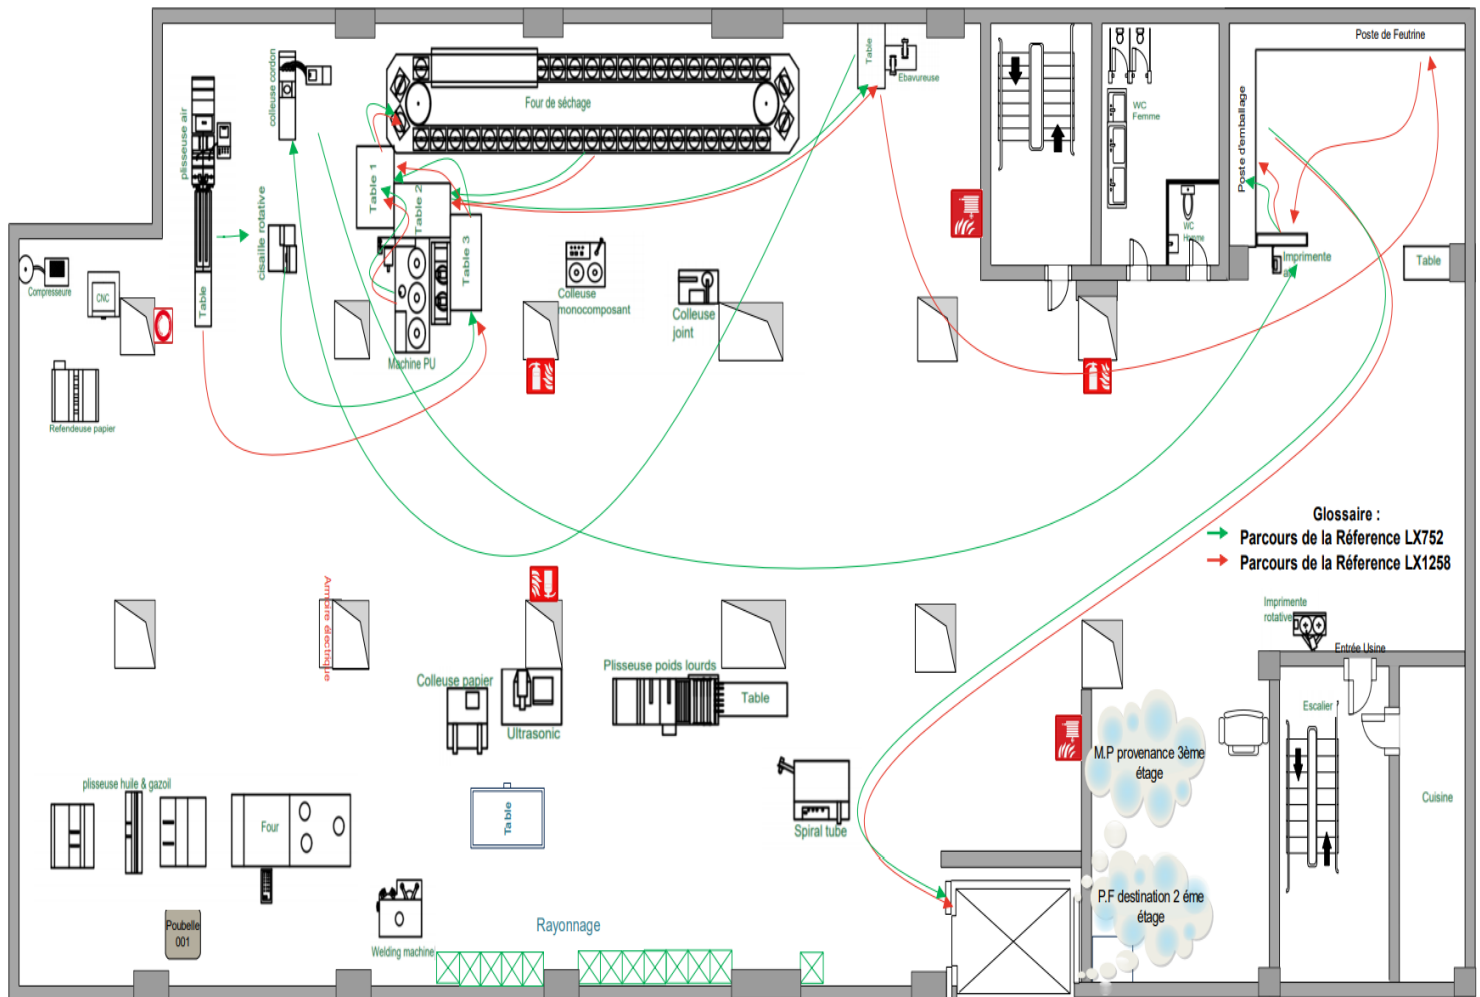 Poste de Feutrine
colleuse cordon
Table
Ebavureuse
Four de séchage
plisseuse air
WC
Femme
Poste d'emballage
Table 1
Table 2
Table 3
cisaille rotative
WC
Homme
Compresseure
CNC
Table
Colleuse
monocomposant
Colleuse
joint
Imprimente
Table
Machine PU
Refendeuse papier
Glossaire :
Parcours de la Réference LX752
Parcours de la Réference LX1258
Armoire électrique
Imprimente
rotative
Entrée Usine
Colleuse papier
Ultrasonic
Plisseuse poids lourds
Table
Escalier
M.P provenance 3ème
étage
plisseuse huile & gazoil
Four
Table
Spiral tube
Cuisine
P.F destination 2 éme
étage
Poubelle
001
Rayonnage
Welding machine